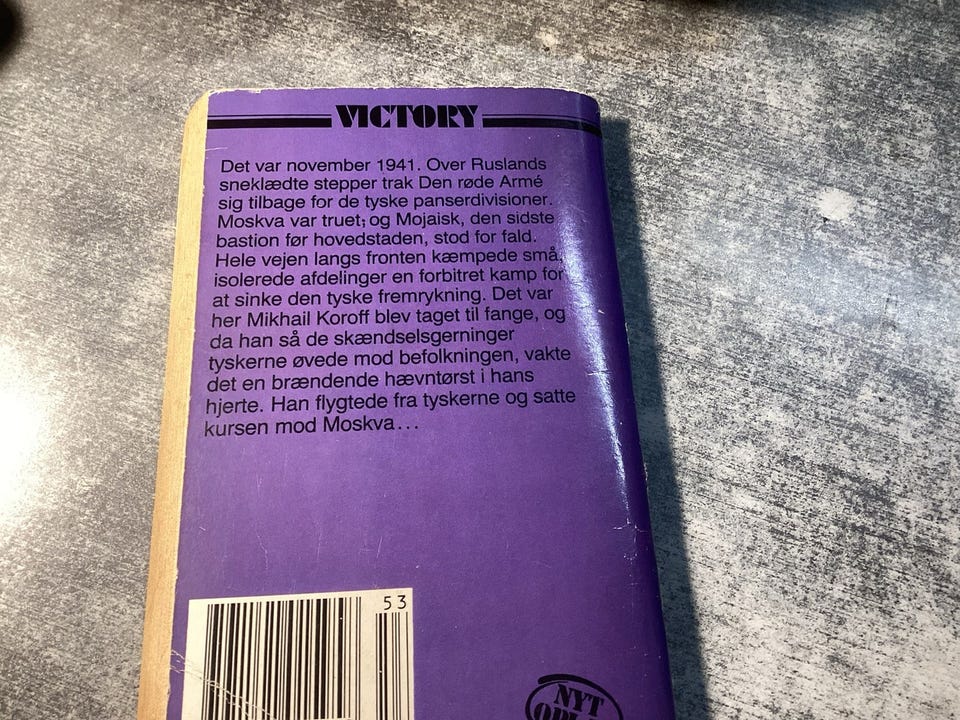 VICTORY
Det var november 1941. Over Ruslands
sneklædte stepper trak Den røde Armé
sig tilbage for de tyske panserdivisioner.
Moskva var truet; og Mojaisk, den sidste
bastion før hovedstaden, stod for fald.
Hele vejen langs fronten kæmpede små,
isolerede afdelinger en forbitret kamp for
at sinke den tyske fremrykning. Det var
her Mikhail Koroff blev taget til fange, og
da han så de skændselsgerninger
tyskerne øvede mod befolkningen, vakte
det en brændende hævntørst i hans
hjerte. Han flygtede fra tyskerne og satte
kursen mod Moskva...
53
NYT